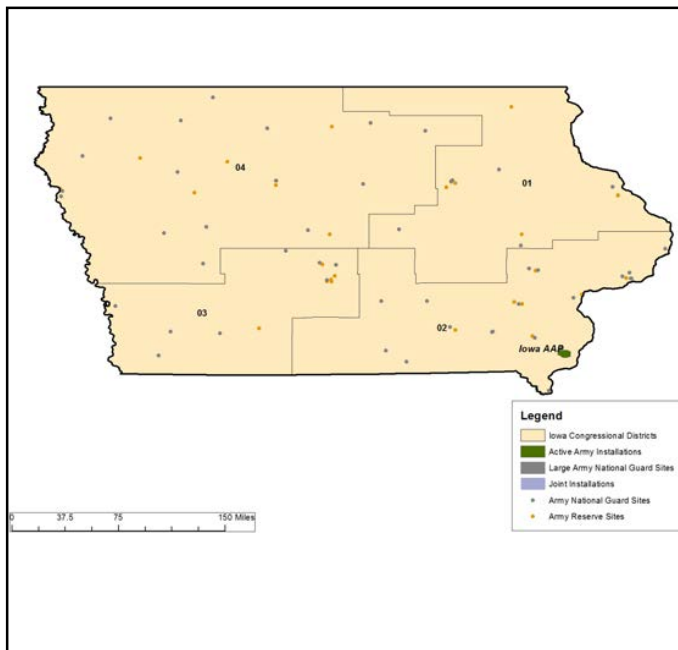 04
01
03
02
Iowa AAP
Legend
Iowa Congressional Districts
Active Army Installations
Large Army National Guard Sites
Joint Installations
Army National Guard Sites
Army Reserve Sites
0 37.5 75 150 Miles